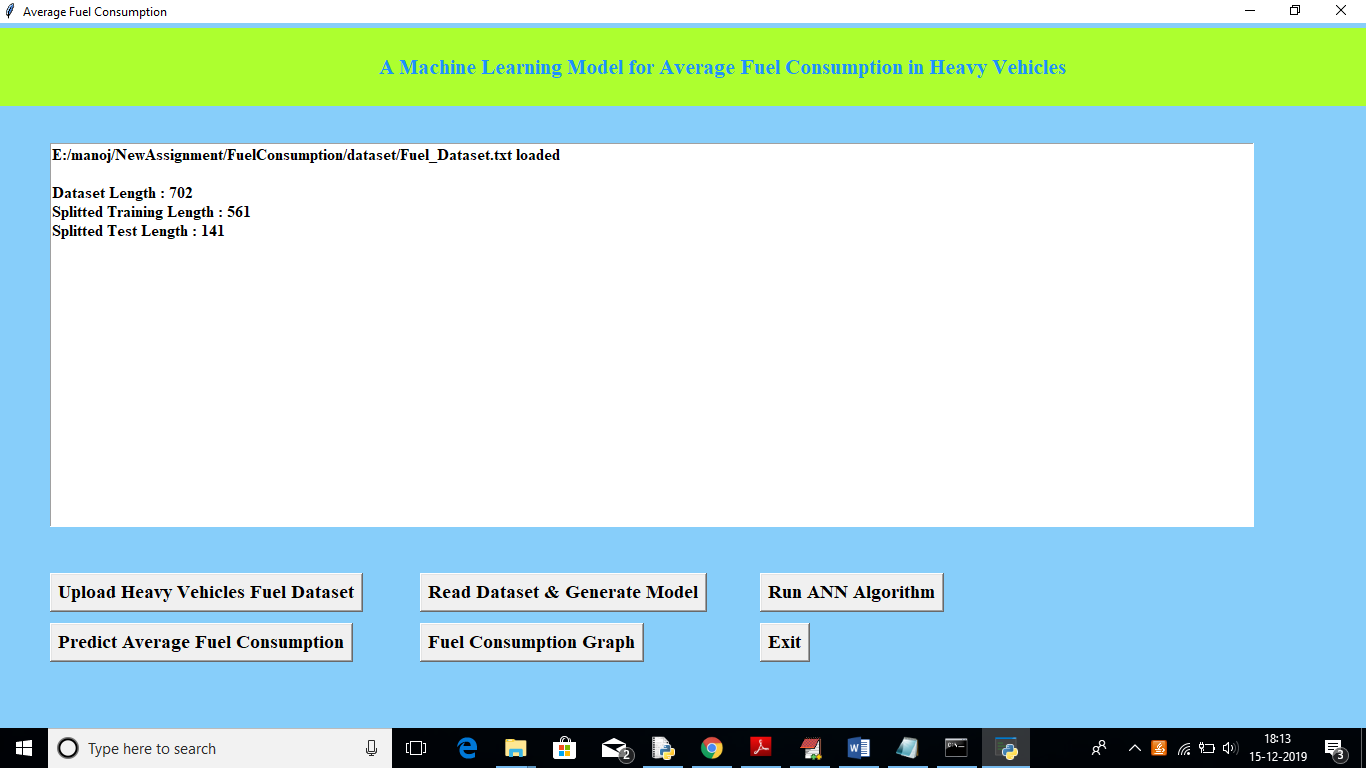 Average Fuel Consumption
A Machine Learning Model for Average Fuel Consumption in Heavy Vehicles
E:/manoj/NewAssignment/FuelConsumption/dataset/Fuel_Dataset.txt loaded
Dataset Length : 702
Splitted Training Length : 561
Splitted Test Length : 141
Upload Heavy Vehicles Fuel Dataset
Read Dataset & Generate Model
Run ANN Algorithm
Predict Average Fuel Consumption
Fuel Consumption Graph
Exit
Type here to search
2
18:13
15-12-2019
3